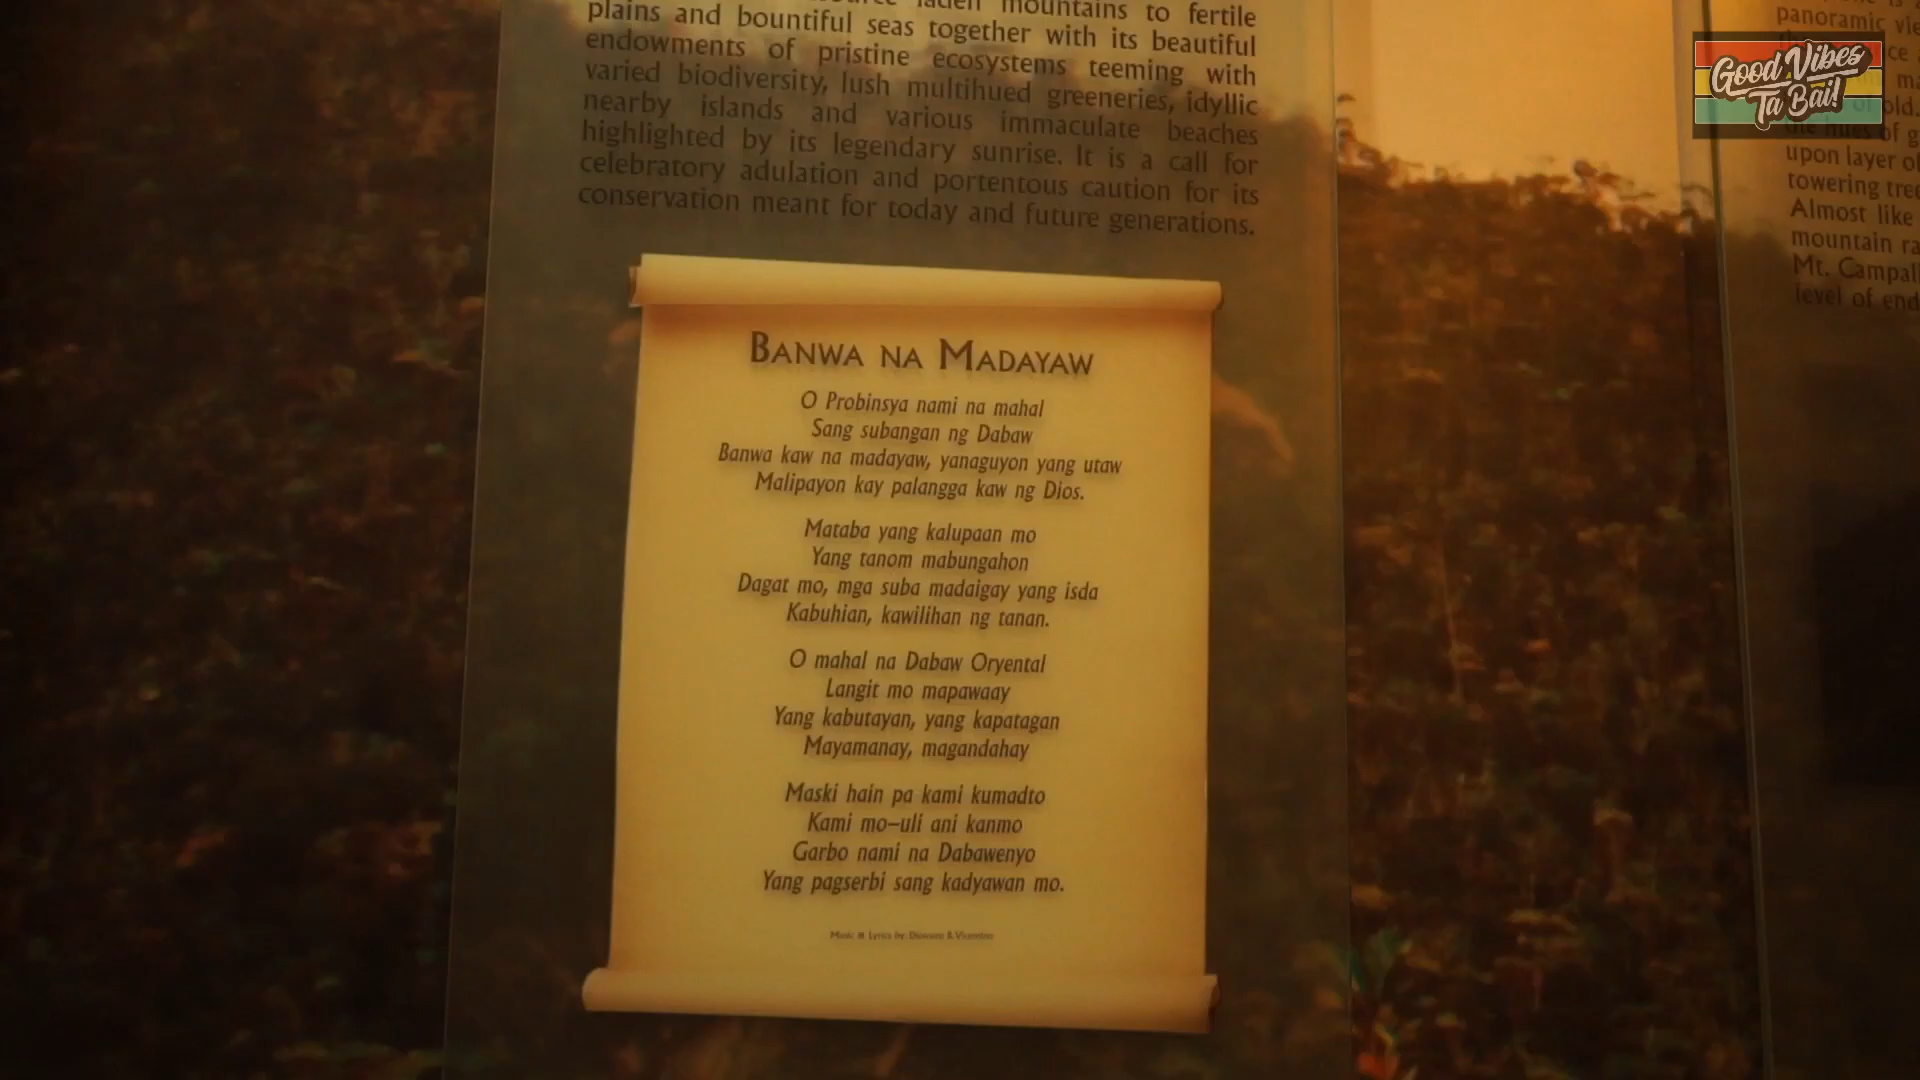 mountains to fertile
plains and bountiful seas together with its beautiful
endowments of pristine ecosystems teeming with
varied biodiversity, lush multihued greeneries, idyllic
nearby islands and various immaculate beaches
highlighted by its legendary sunrise. It is a call for
celebratory adulation and portentous caution for its
conservation meant for today and future generations.
BANWA NA MADAYAW
O Probinsya nami na mahal
Sang subangan ng Dabaw
Banwa kaw na madayaw, yanaguyon yang utaw
Malipayon kay palangga kaw ng Dios.
Mataba yang kalupaan mo
Yang tanom mabungahon
Dagat mo, mga suba madaigay yang isda
Kabuhian, kawilihan ng tanan.
O mahal na Dabaw Oryental
Langit mo mapawaay
Yang kabutayan, yang kapatagan
Mayamanay, magandahay
Maski hain pa kami kumadto
Kami mo-uli ani kanmo
Garbo nami na Dabawenyo
Yang pagserbi sang kadyawan mo.
Music & Lyrics by:
panoramic
upon layer
towering
Almost like
mountain
Mt.
level of
Good Vibes
Ta Bai!